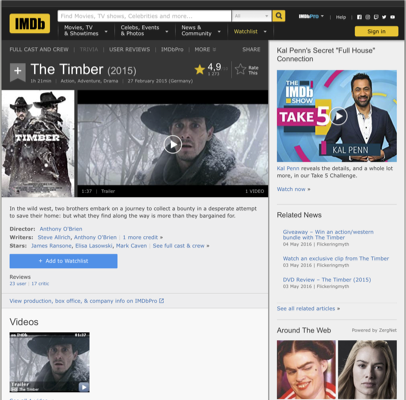 IMDb
Find Movies, TV shows, Celebrities and more...
All
IMDbPro
Help
Movies, TV
& Showtimes
Celebs, Events
& Photos
News &
Community
Watchlist
Sign in
FULL CAST AND CREW | TRIVIA | USER REVIEWS | IMDbPro | MORE
SHARE
The Timber (2015)
1h 21min | Action, Adventure, Drama | 27 February 2015 (Germany)
4,9
Rate
This
TIMBER
1:37 | Trailer
1 VIDEO
In the wild west, two brothers embark on a journey to collect a bounty in a desperate attempt
to save their home: but what they find along the way is more than they bargained for.
Director: Anthony O'Brien
Writers: Steve Allrich, Anthony O'Brien | 1 more credit »
Stars: James Ransone, Elisa Lasowski, Mark Caven | See full cast & crew »
+ Add to Watchlist
Reviews
23 user | 17 critic
View production, box office, & company info on IMDbPro
Videos
Trailer
Kal Penn's Secret "Full House"
Connection
THE
IMDb
SHOW
TAKE 5
KAL PENN
Kal Penn reveals the details, and a whole lot
more, in our Take 5 Challenge.
Watch now »
Related News
Giveaway – Win an action/western
bundle with The Timber
04 May 2016 | Flickeringmyth
Watch an exclusive clip from The Timber
03 May 2016 | Flickeringmyth
DVD Review – The Timber (2015)
03 May 2016 | Flickeringmyth
See all related articles »
Around The Web
Powered by ZergNet